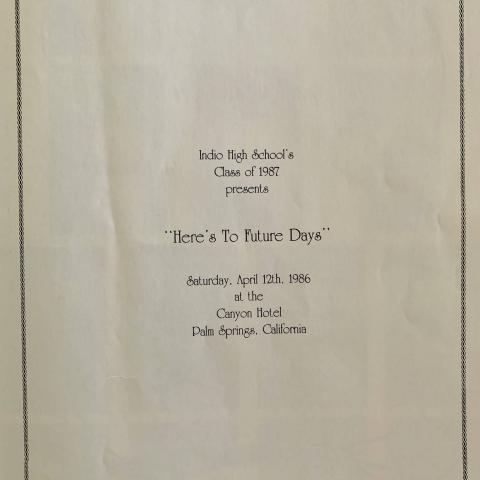 Indio High School's
Class of 1987
presents
"Here's To Future Days"
Saturday, April 12th, 1986
at the
Canyon Hotel
Palm Springs, California